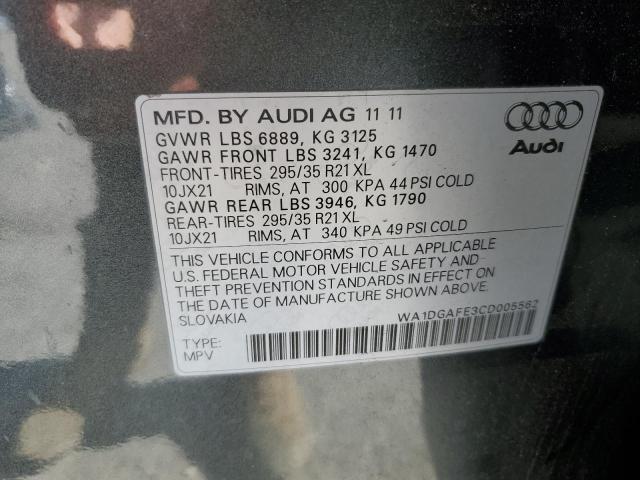 MFD. BY AUDI AG 11 11
GVWR LBS 6889, KG 3125
GAWR FRONT LBS 3241, KG 1470
FRONT-TIRES 295/35 R21 XL
10JX21 RIMS, AT 300 KPA 44 PSI COLD
GAWR REAR LBS 3946, KG 1790
REAR-TIRES 295/35 R21 XL
10JX21 RIMS, AT 340 KPA 49 PSI COLD
Audi
THIS VEHICLE CONFORMS TO ALL APPLICABLE
U.S. FEDERAL MOTOR VEHICLE SAFETY AND
THEFT PREVENTION STANDARDS IN EFFECT ON
THE DATE OF MANUFACTURE SHOWN ABOVE.
SLOVAKIA WA1DGAFE3CD005562
TYPE:
MPV